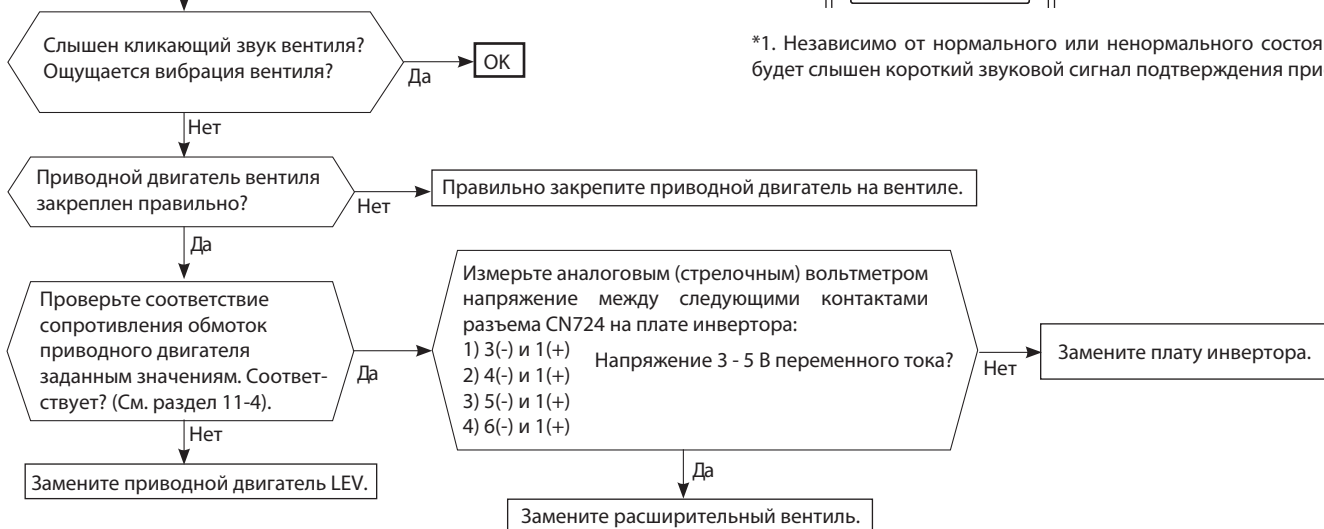 Слышен кликающий звук вентиля?
Ощущается вибрация вентиля?
Да
OK
*1. Независимо от нормального или ненормального состоя
будет слышен короткий звуковой сигнал подтверждения при
Нет
Приводной двигатель вентиля
закреплен правильно?
Нет
Правильно закрепите приводной двигатель на вентиле.
Да
Проверьте соответствие
сопротивления обмоток
приводного двигателя
заданным значениям. Соответ-
ствует? (См. раздел 11-4).
Да
Измерьте аналоговым (стрелочным) вольтметром
напряжение между следующими контактами
разъема CN724 на плате инвертора:
1) 3(-) и 1(+)
2) 4(-) и 1(+)
3) 5(-) и 1(+)
4) 6(-) и 1(+)
Напряжение 3 - 5 В переменного тока?
Нет
Замените плату инвертора.
Нет
Замените приводной двигатель LEV.
Да
Замените расширительный вентиль.